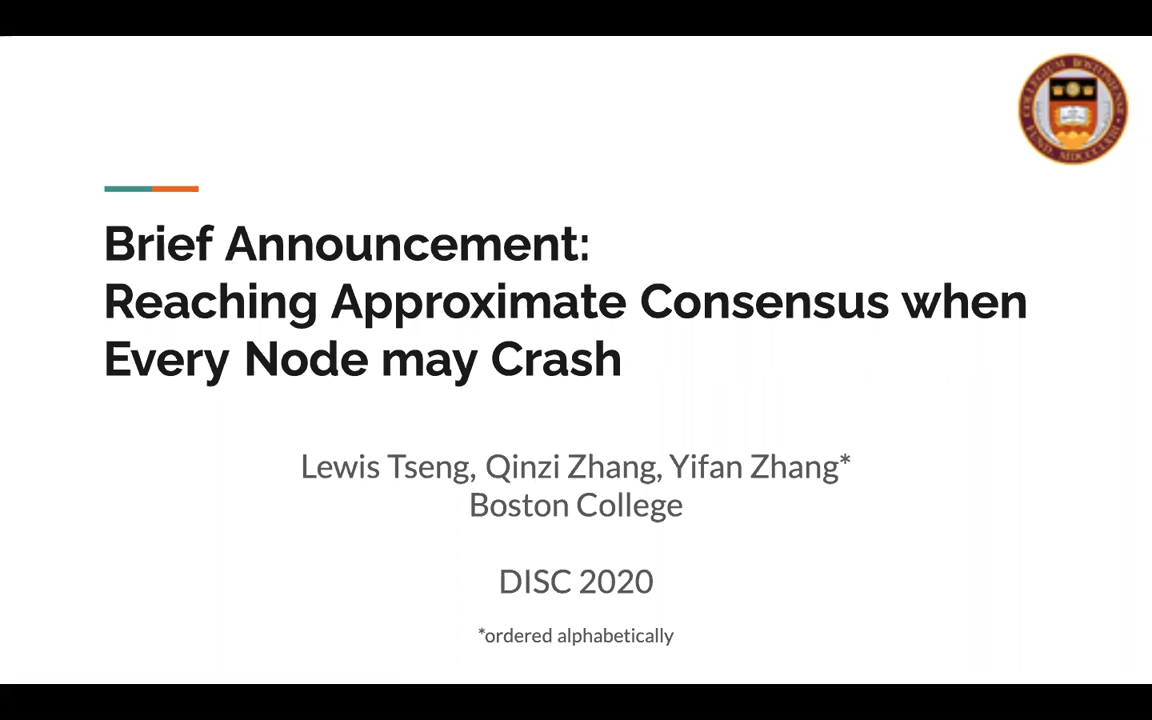 Brief Announcement:
Reaching Approximate Consensus when
Every Node may Crash
Lewis Tseng, Qinzi Zhang, Yifan Zhang*
Boston College
DISC 2020
*ordered alphabetically